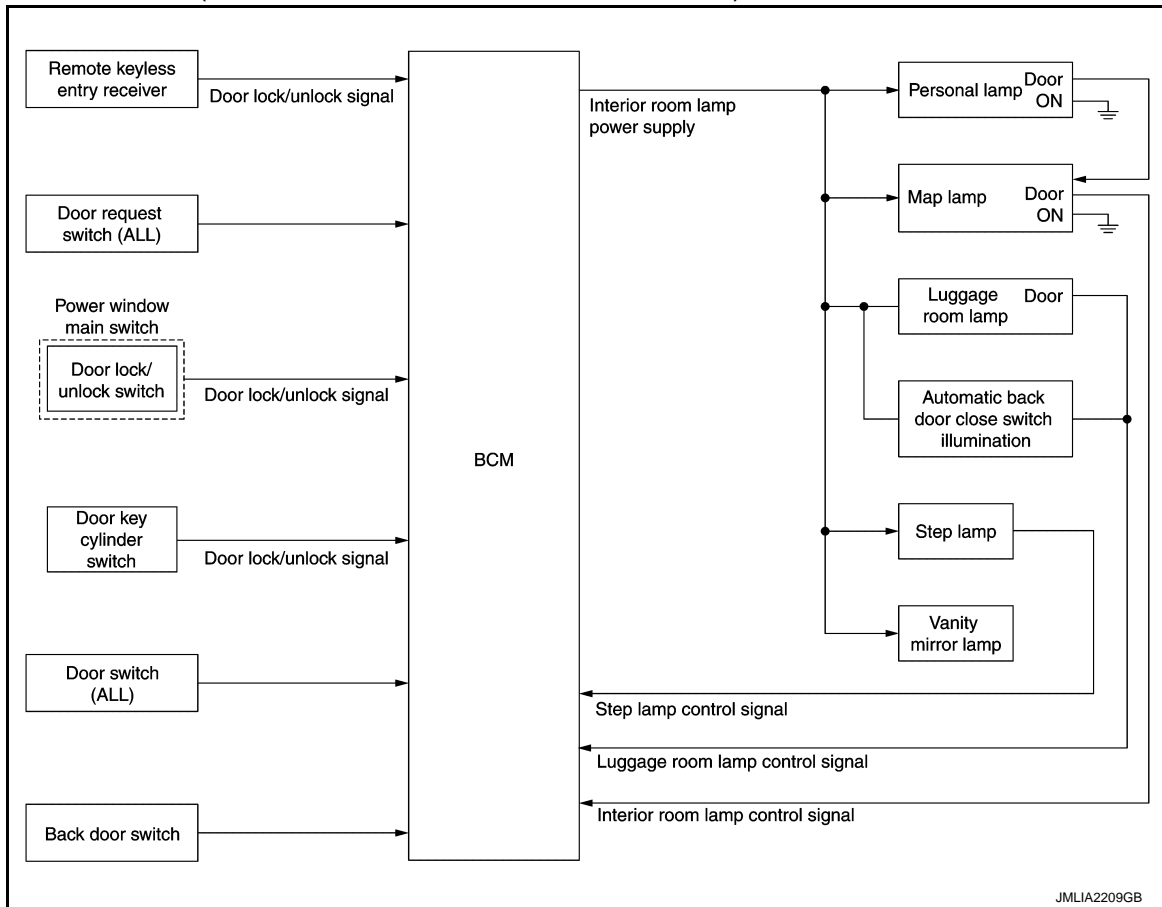 Remote keyless
entry receiver
Door lock/unlock signal
Door request
switch (ALL)
Power window
main switch
Door lock/
unlock switch
Door lock/unlock signal
Door key
cylinder
switch
Door lock/unlock signal
Door switch
(ALL)
Back door switch
BCM
Interior room lamp
power supply
Personal lamp
Door
ON
Map lamp
Door
ON
Luggage
room lamp
Door
Automatic back
door close switch
illumination
Step lamp
Vanity
mirror lamp
Step lamp control signal
Luggage room lamp control signal
Interior room lamp control signal
JMLIA2209GB